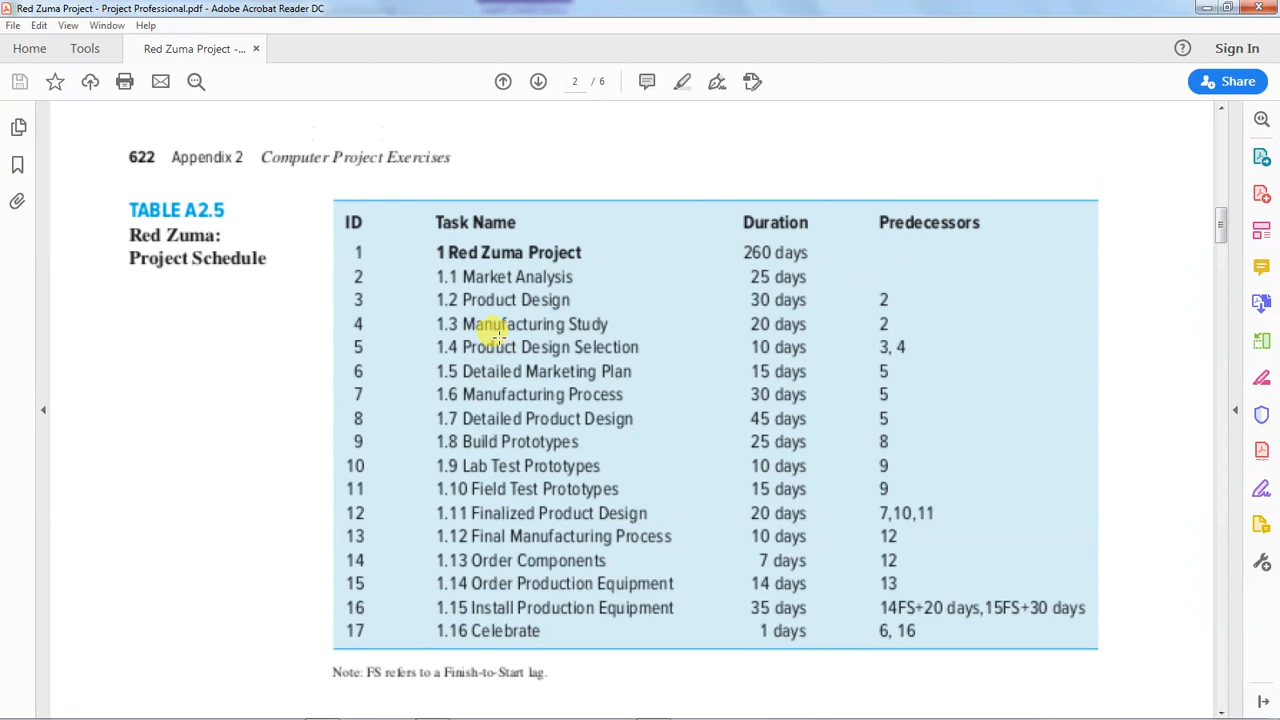 Red Zuma Project - Project Professional.pdf - Adobe Acrobat Reader DC
File Edit View Window Help
Home Tools Red Zuma Project -... × Sign In
2 / 6 Share
622 Appendix 2 Computer Project Exercises
TABLE A2.5
Red Zuma:
Project Schedule
ID Task Name Duration Predecessors
1 1 Red Zuma Project 260 days
2 1.1 Market Analysis 25 days
3 1.2 Product Design 30 days 2
4 1.3 Manufacturing Study 20 days 2
5 1.4 Product Design Selection 10 days 3, 4
6 1.5 Detailed Marketing Plan 15 days 5
7 1.6 Manufacturing Process 30 days 5
8 1.7 Detailed Product Design 45 days 5
9 1.8 Build Prototypes 25 days 8
10 1.9 Lab Test Prototypes 10 days 9
11 1.10 Field Test Prototypes 15 days 9
12 1.11 Finalized Product Design 20 days 7,10,11
13 1.12 Final Manufacturing Process 10 days 12
14 1.13 Order Components 7 days 12
15 1.14 Order Production Equipment 14 days 13
16 1.15 Install Production Equipment 35 days 14FS+20 days,15FS+30 days
17 1.16 Celebrate 1 days 6, 16
Note: FS refers to a Finish-to-Start lag.